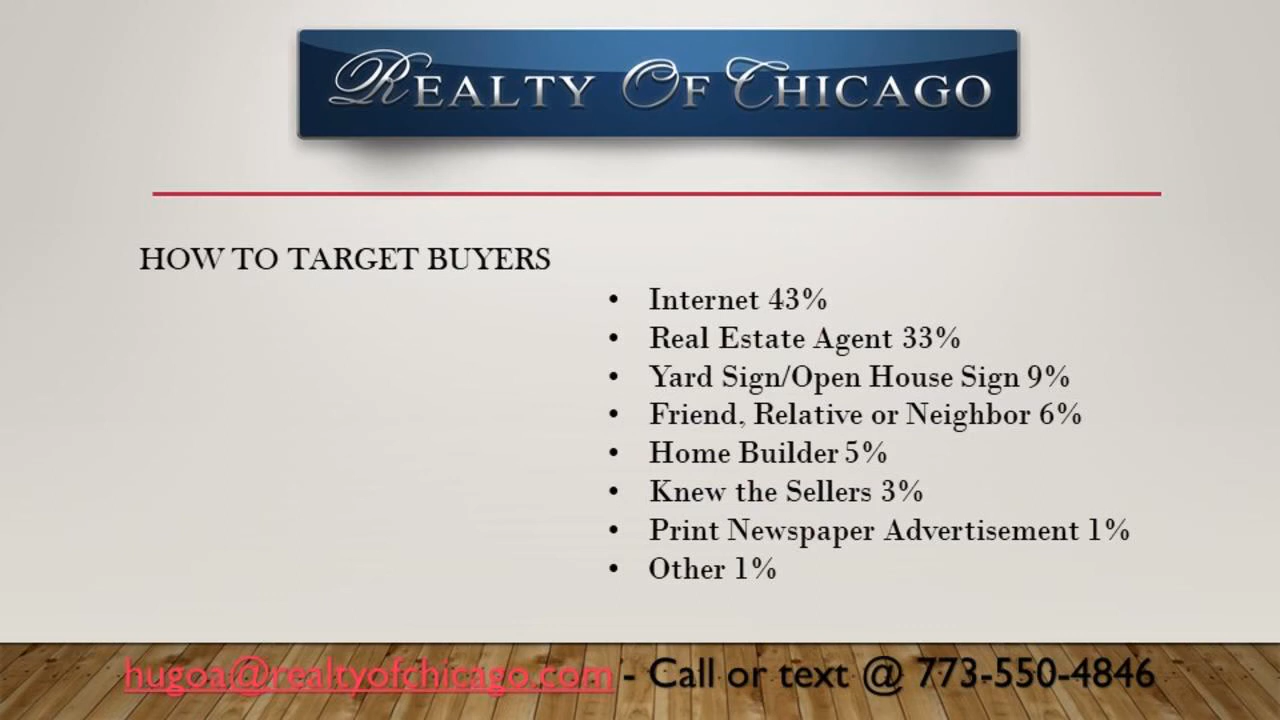 REALTY OF CHICAGO
HOW TO TARGET BUYERS
• Internet 43%
• Real Estate Agent 33%
• Yard Sign/Open House Sign 9%
• Friend, Relative or Neighbor 6%
• Home Builder 5%
• Knew the Sellers 3%
• Print Newspaper Advertisement 1%
• Other 1%
hugoa@realtyofchicago.com - Call or text @ 773-550-4846